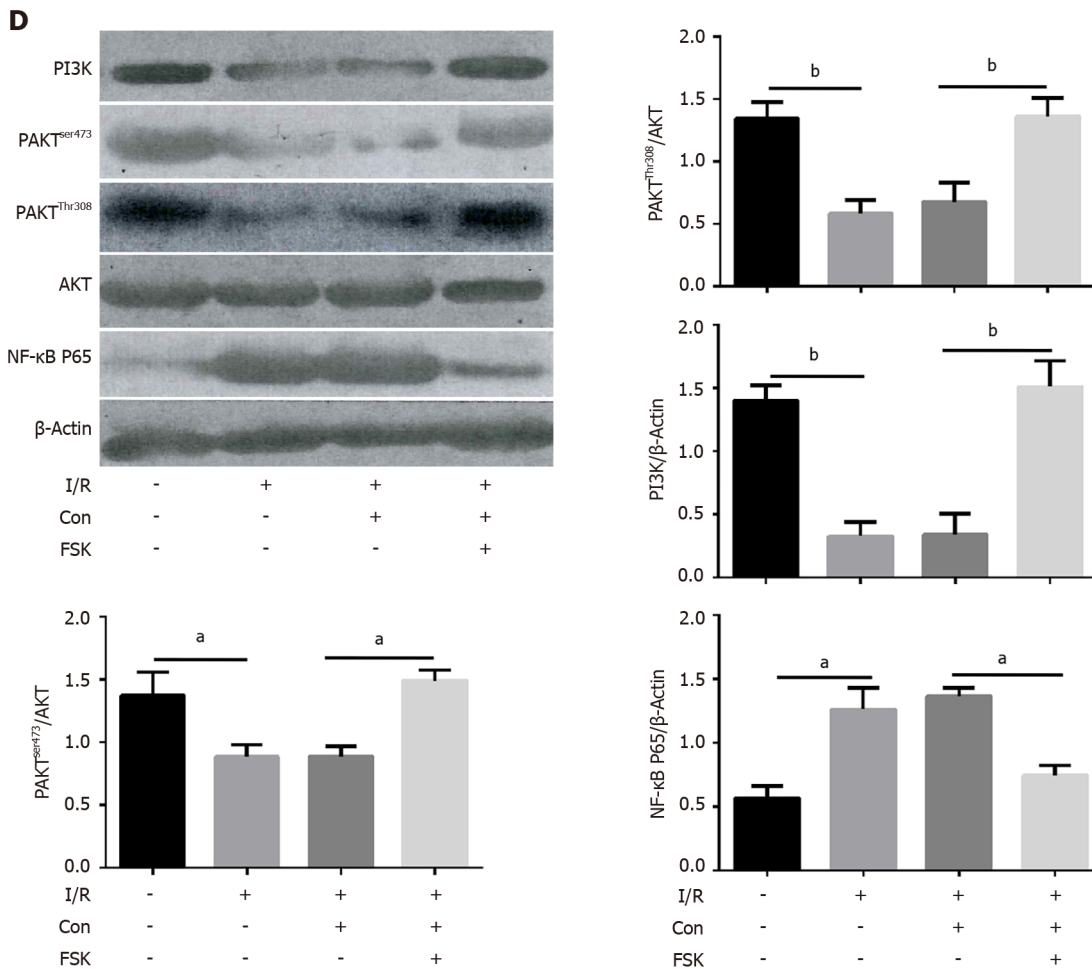 D
PI3K
PAKTser473
PAKTThr308
AKT
NF-κB P65
β-Actin
I/R - + + +
Con - - + +
FSK - - - +
PAKTThr308/AKT
2.0
1.5
1.0
0.5
0.0
b
b
PI3K/β-Actin
2.0
1.5
1.0
0.5
0.0
b
b
PAKTser473/AKT
2.0
1.5
1.0
0.5
0.0
a
a
I/R - + + +
Con - - + +
FSK - - - +
NF-κB P65/β-Actin
2.0
1.5
1.0
0.5
0.0
a
a
I/R - + + +
Con - - + +
FSK - - - +